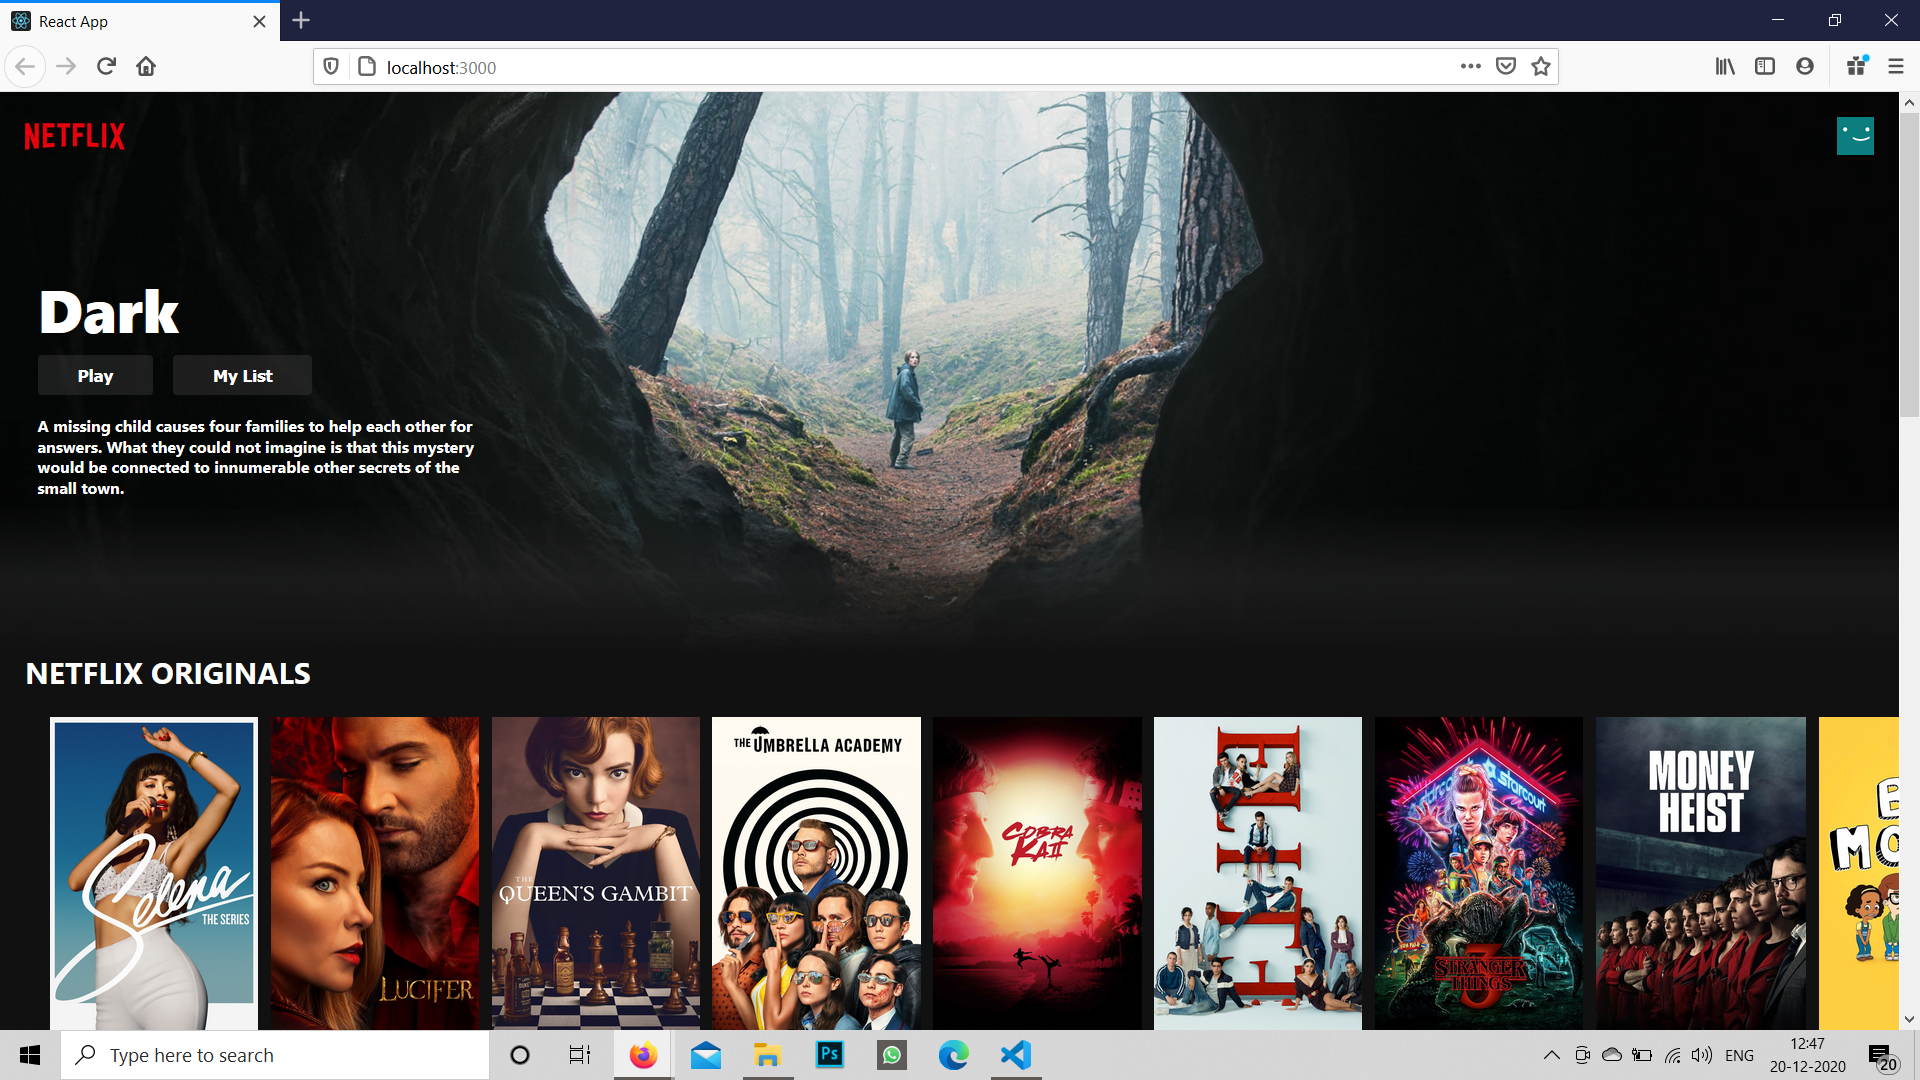 React App
localhost:3000
NETFLIX
Dark
Play
My List
A missing child causes four families to help each other for
answers. What they could not imagine is that this mystery
would be connected to innumerable other secrets of the
small town.
NETFLIX ORIGINALS
Selena
THE SERIES
LUCIFER
THE
QUEEN'S GAMBIT
THE UMBRELLA ACADEMY
COBRA
KAI
ELITE
starcourt
STRANGER
THINGS
3
MONEY
HEIST
B
MO
Type here to search
Ps
ENG
12:47
20-12-2020
20